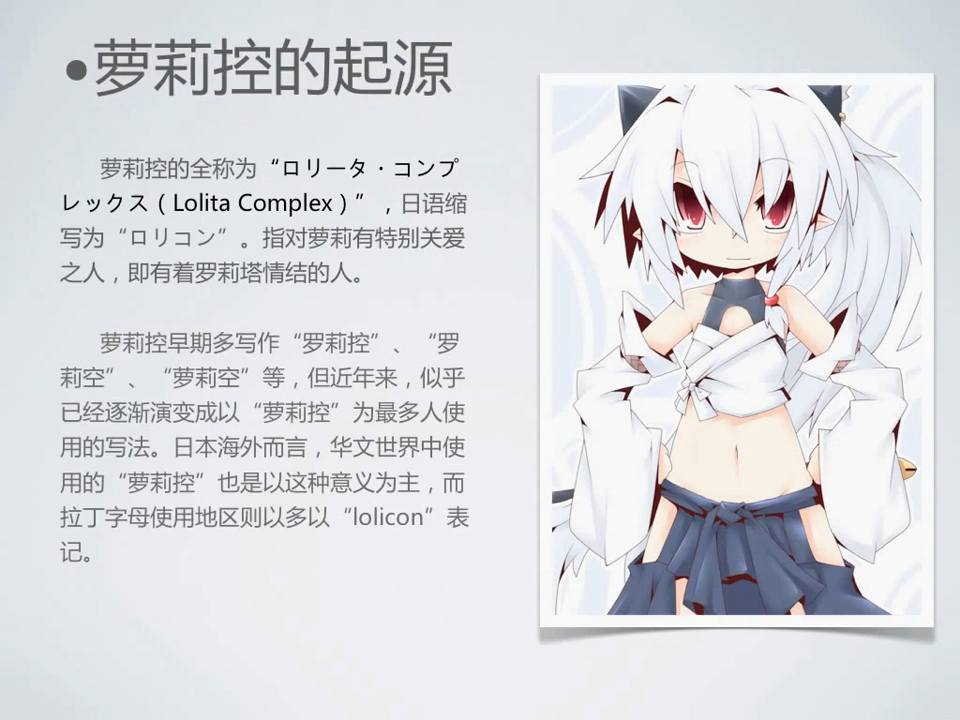 •萝莉控的起源
萝莉控的全称为“ロリータ・コンプ
レックス（Lolita Complex）”，日语缩
写为“ロリコン”。指对萝莉有特别关爱
之人，即有着罗莉塔情结的人。
萝莉控早期多写作“罗莉控”、“罗
莉空”、“萝莉空”等，但近年来，似乎
已经逐渐演变成以“萝莉控”为最多人使
用的写法。日本海外而言，华文世界中使
用的“萝莉控”也是以这种意义为主，而
拉丁字母使用地区则以多以“lolicon”表
记。